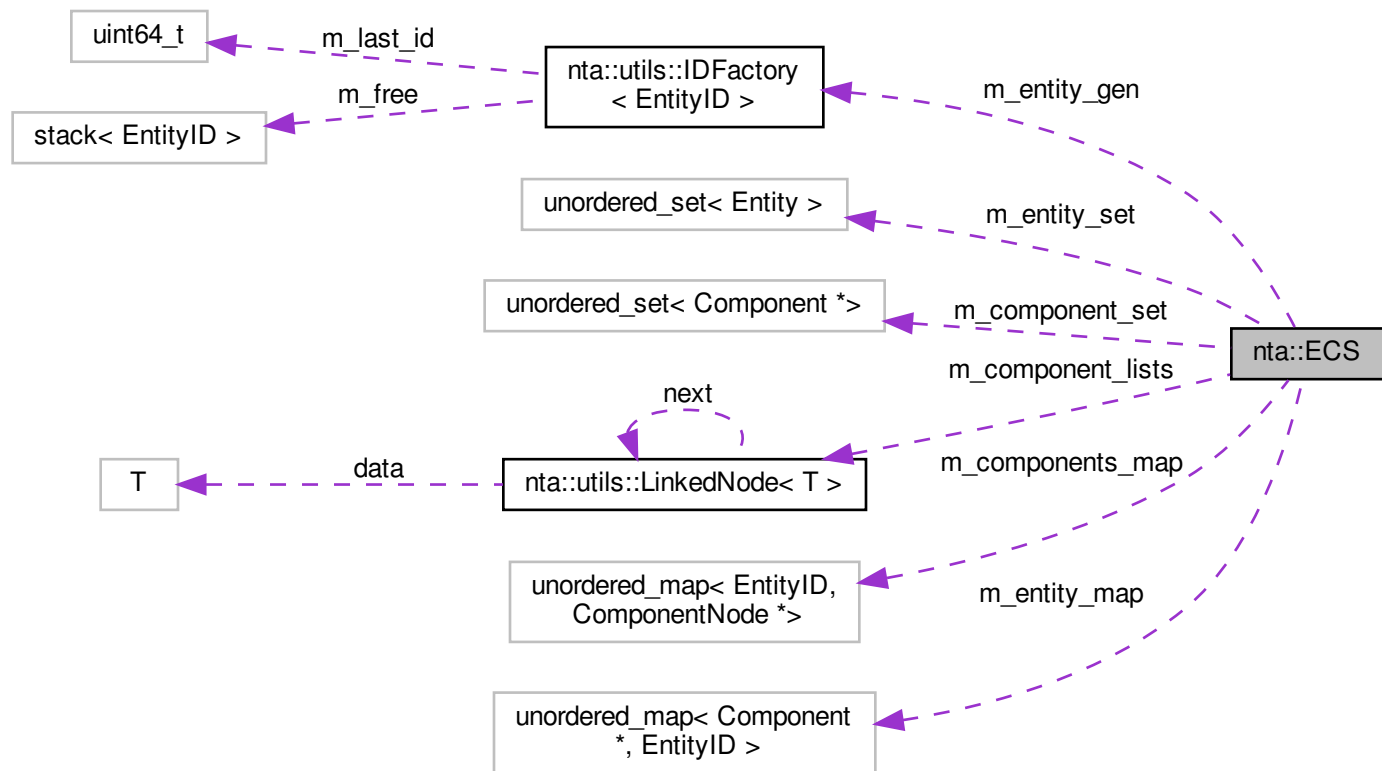 uint64_t
m_last_id
nta::utils::IDFactory
< EntityID >
m_entity_gen
m_free
stack< EntityID >
unordered_set< Entity >
m_entity_set
unordered_set< Component *>
m_component_set
nta::ECS
m_component_lists
next
T
data
nta::utils::LinkedNode< T >
m_components_map
unordered_map< EntityID,
ComponentNode *>
m_entity_map
unordered_map< Component
*, EntityID >